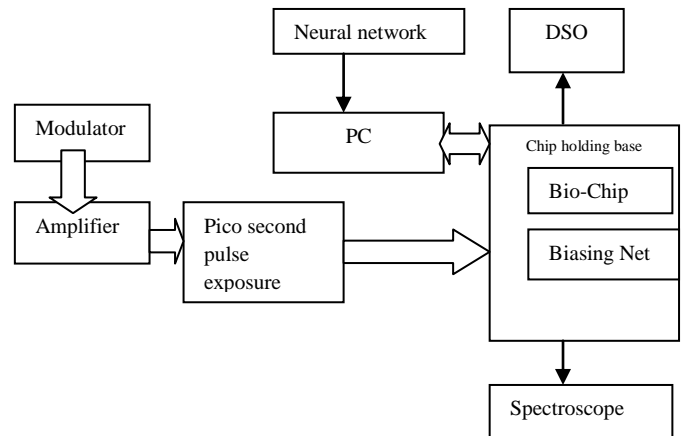 Neural network
DSO
Modulator
PC
Chip holding base
Bio-Chip
Amplifier
Pico second
pulse
exposure
Biasing Net
Spectroscope